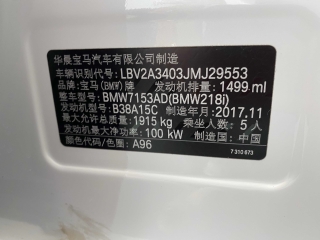 华晨宝马汽车有限公司制造
车辆识别代号: LBV2A3403JMJ29553
品牌: 宝马(BMW)牌 发动机排量: 1499 ml
整车型号: BMW7153AD(BMW218i)
发动机型号: B38A15C 制造年月: 2017.11
最大允许总质量: 1915 kg 乘坐人数: 5人
发动机最大净功率: 100 kW 制造国: 中国
车身颜色/色号: A96
7 310 673